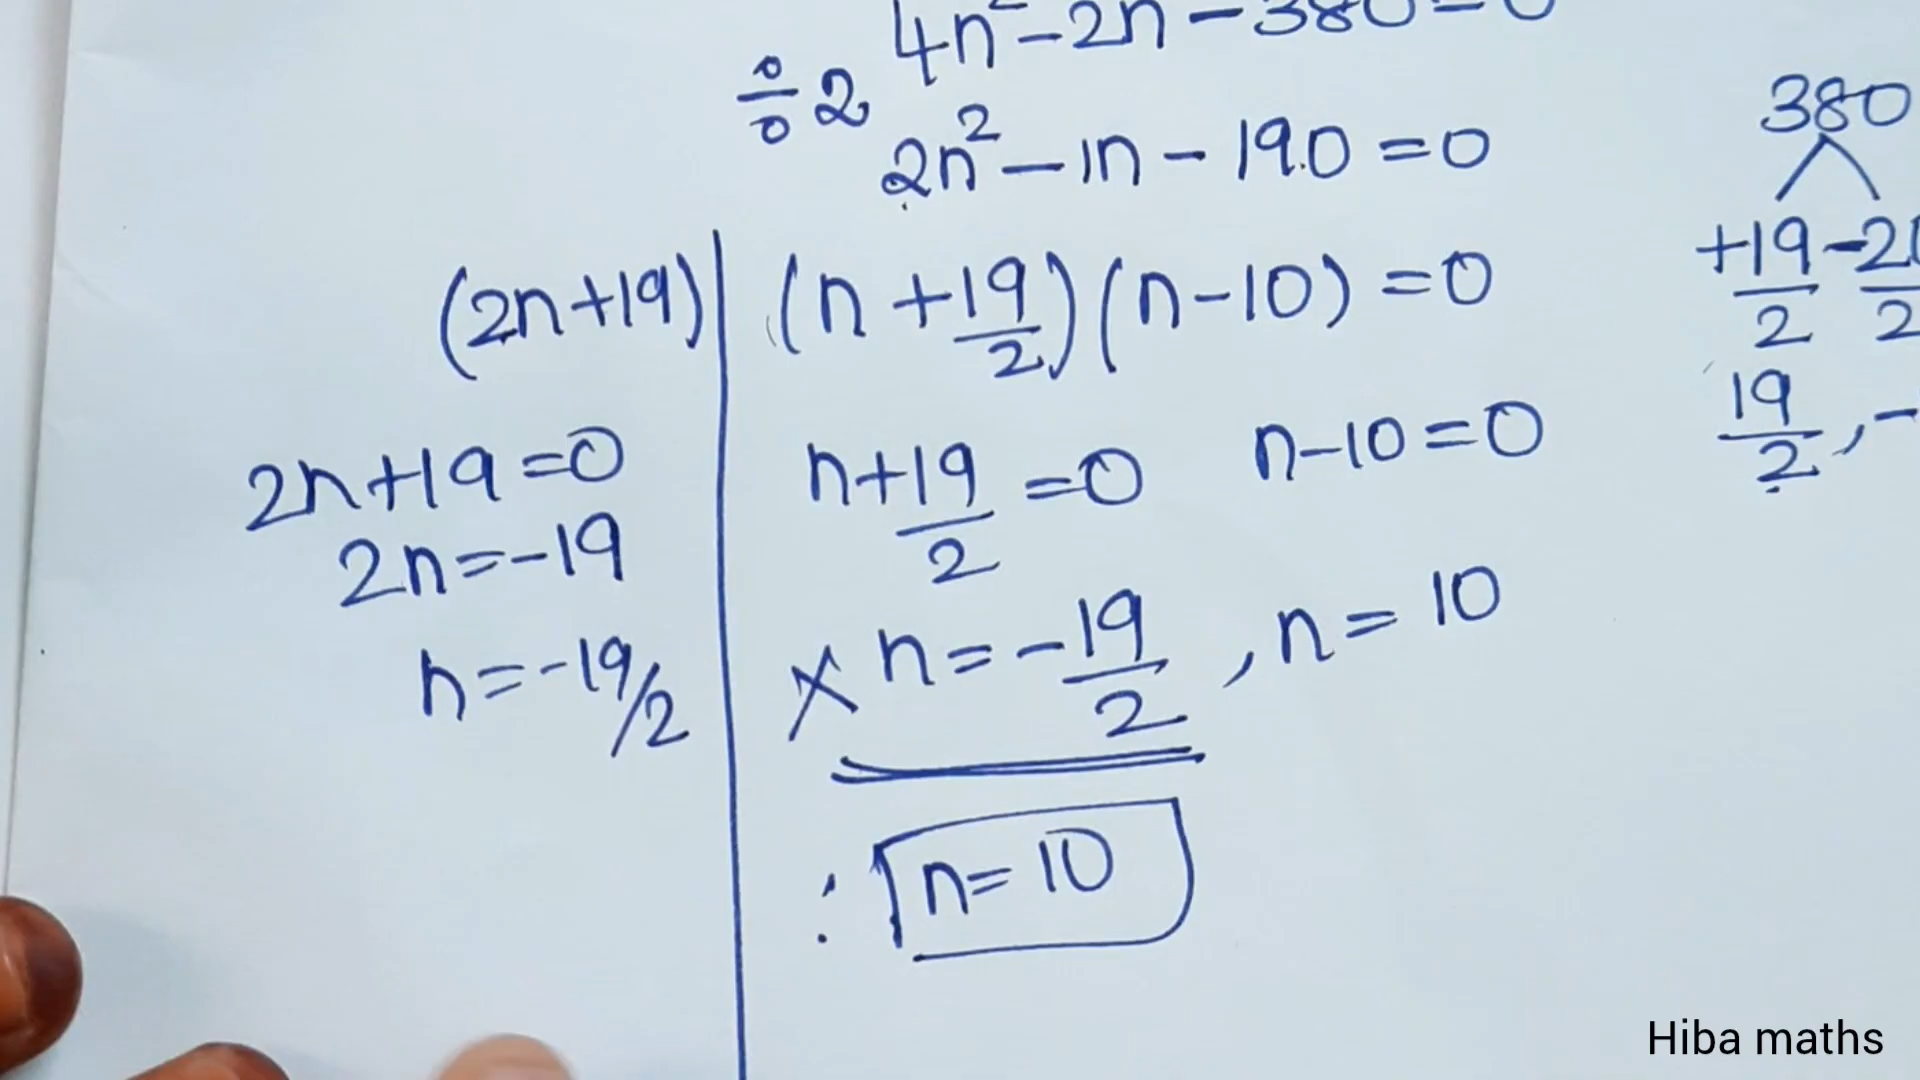 4n² - 2n - 380 = 0
÷ 2
2n² - 1n - 190 = 0
380
+19/2 -20/2
(2n+19) | (n + 19/2)(n - 10) = 0
19/2 , -
2n+19=0
n+19/2 =0
n-10=0
2n=-19
n=-19/2
× n=-19/2 , n=10
∴ n=10
Hiba maths